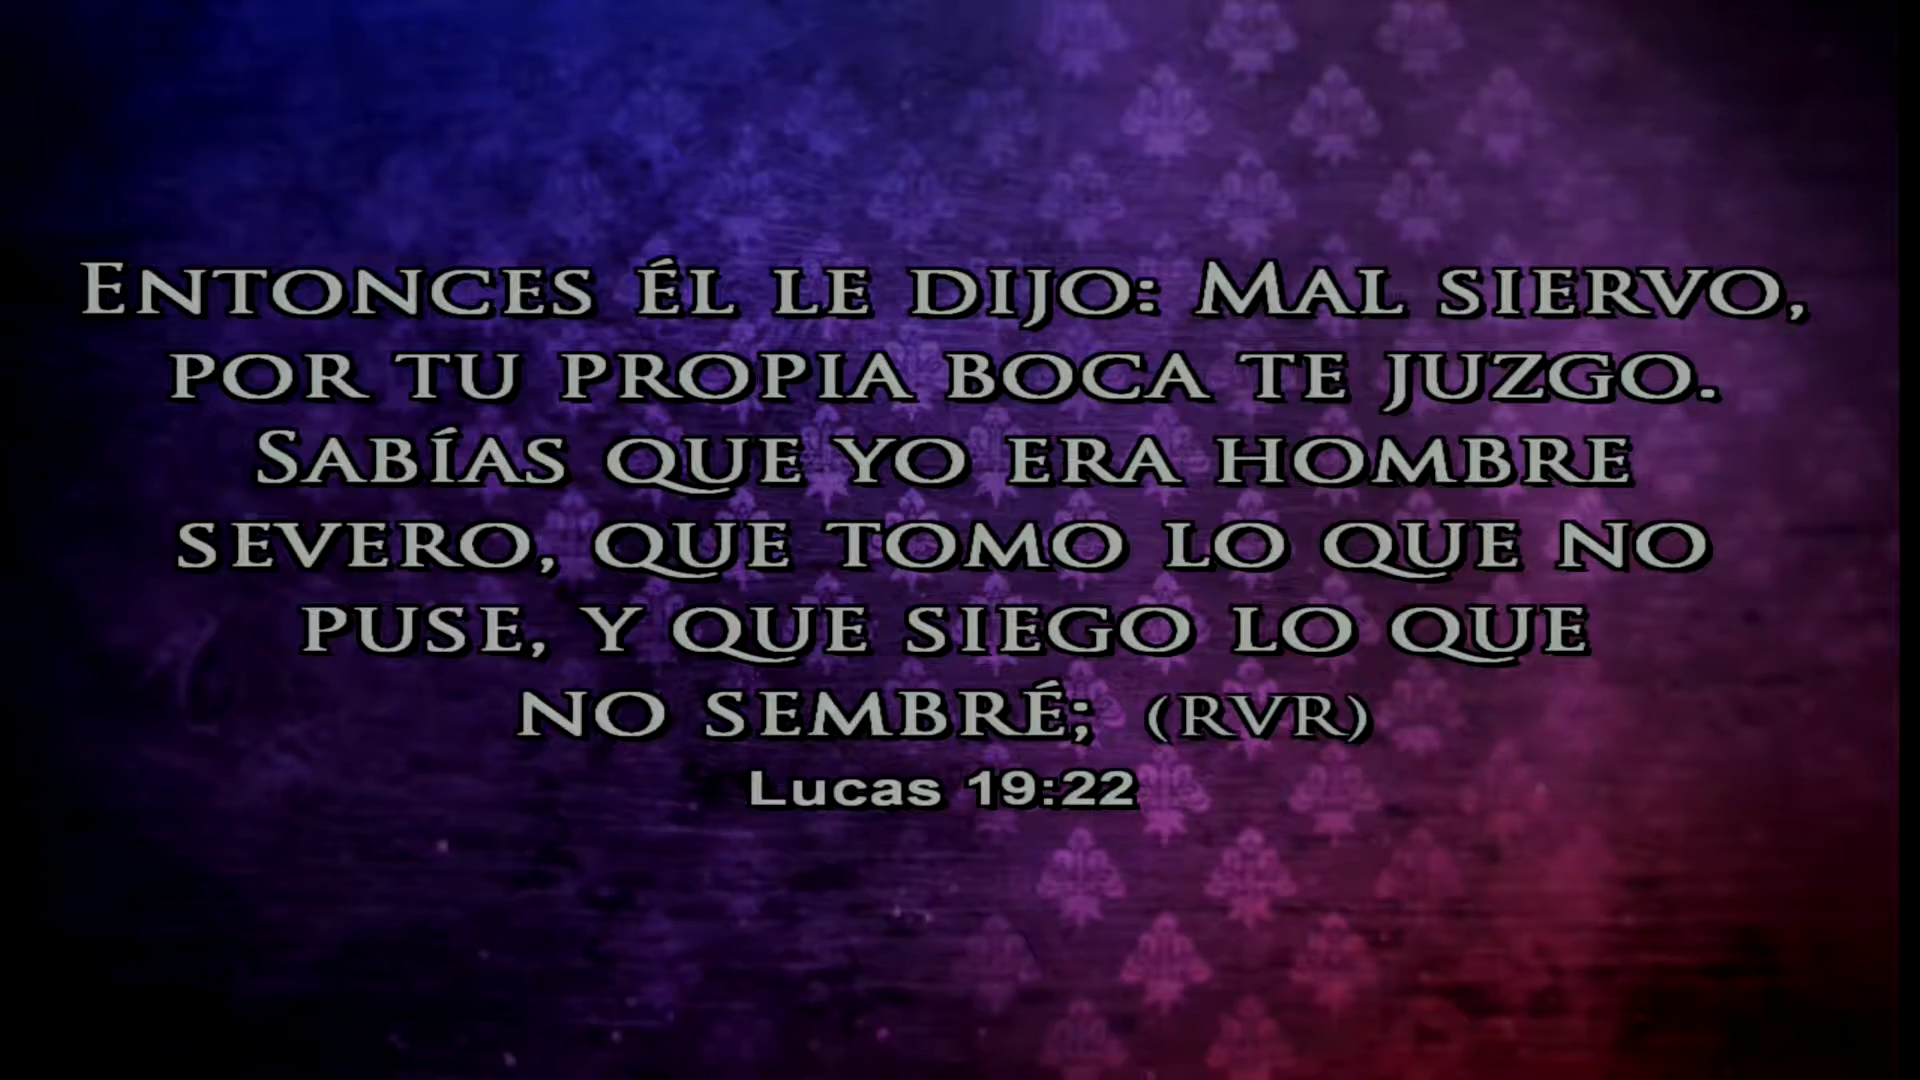 Entonces él le dijo: Mal siervo,
por tu propia boca te juzgo.
Sabías que yo era hombre
severo, que tomo lo que no
puse, y que siego lo que
no sembré; (RVR)
Lucas 19:22